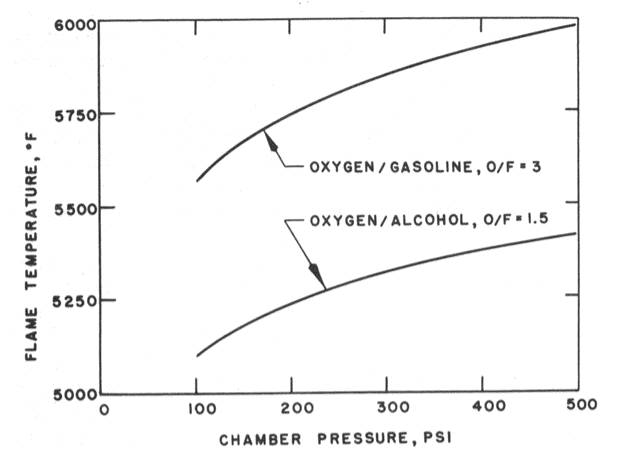 6000
5750
5500
5250
5000
FLAME TEMPERATURE, °F
OXYGEN/GASOLINE, O/F = 3
OXYGEN/ALCOHOL, O/F = 1.5
0 100 200 300 400 500
CHAMBER PRESSURE, PSI